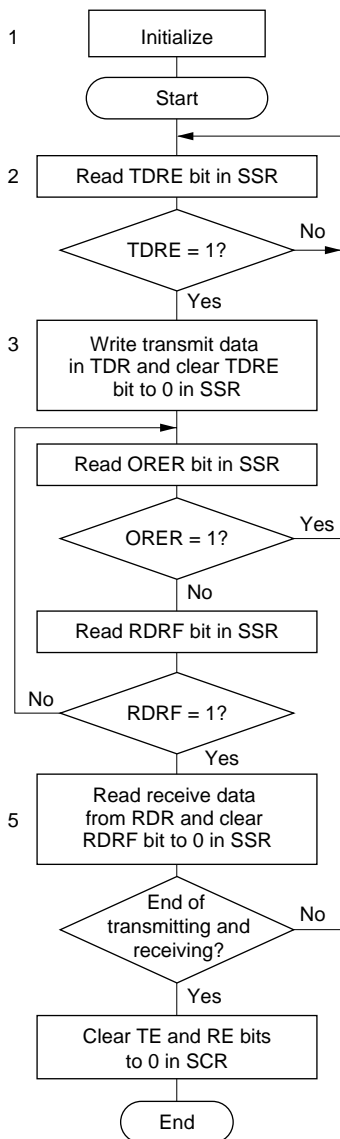 1
Initialize
Start
2
Read TDRE bit in SSR
TDRE = 1?
No
Yes
3
Write transmit data
in TDR and clear TDRE
bit to 0 in SSR
Read ORER bit in SSR
ORER = 1?
Yes
No
Read RDRF bit in SSR
No
RDRF = 1?
Yes
5
Read receive data
from RDR and clear
RDRF bit to 0 in SSR
End of
transmitting and
receiving?
No
Yes
Clear TE and RE bits
to 0 in SCR
End